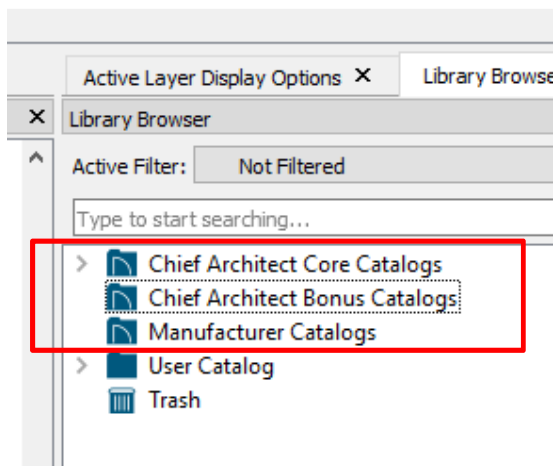 Active Layer Display Options X Library Browse
X Library Browser
Active Filter: Not Filtered
Type to start searching...
Chief Architect Core Catalogs
Chief Architect Bonus Catalogs
Manufacturer Catalogs
User Catalog
Trash